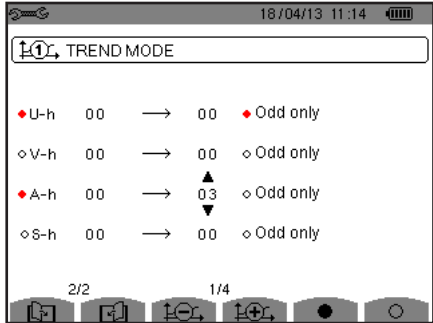 18/04/13 11:14
1 TREND MODE
U-h 00 → 00 Odd only
V-h 00 → 00 Odd only
A-h 00 → 03 Odd only
S-h 00 → 00 Odd only
2/2 1/4